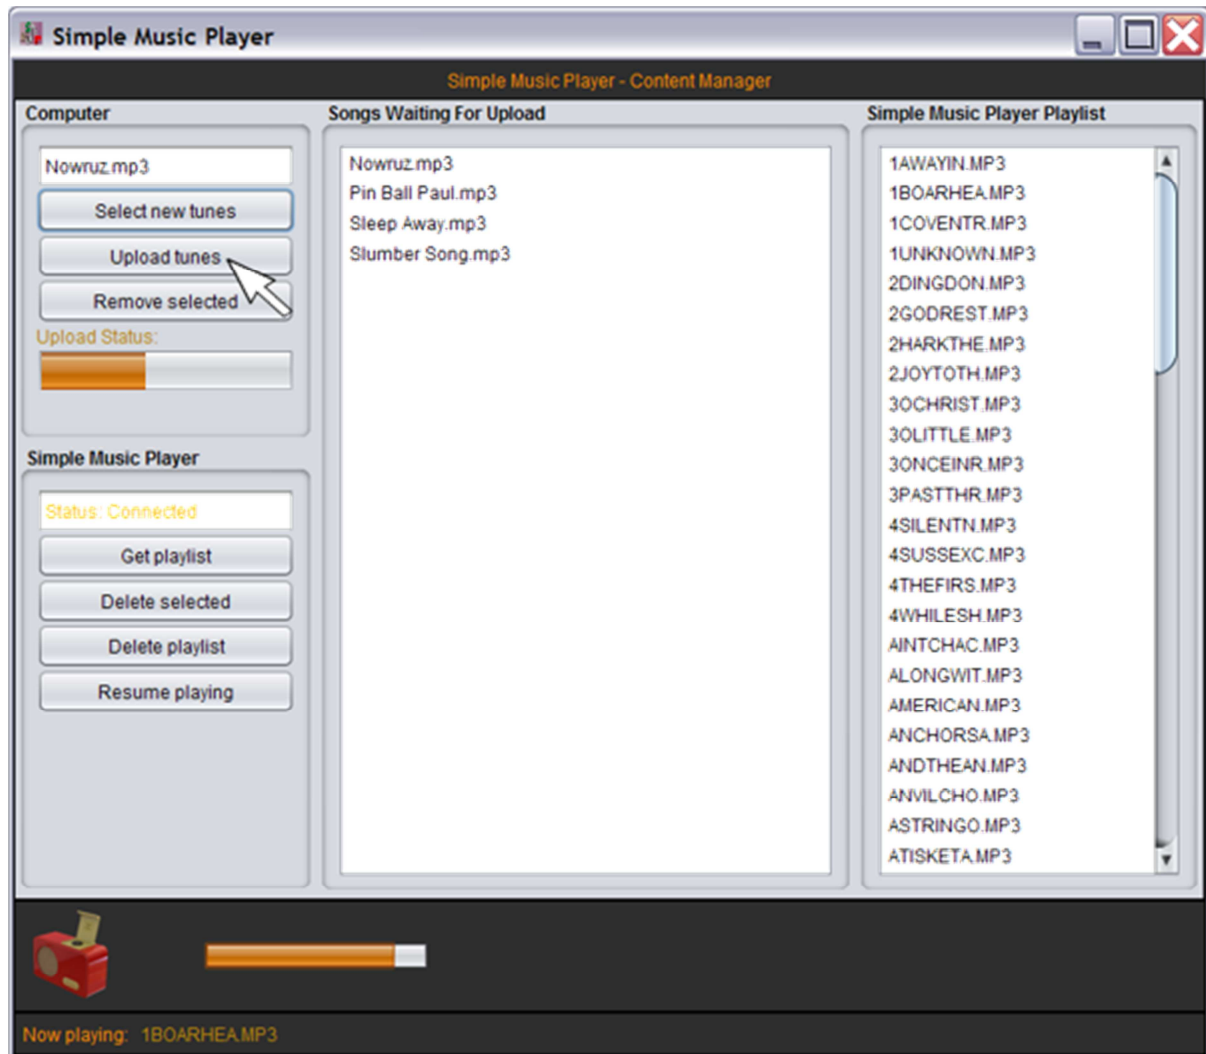 Simple Music Player
Simple Music Player - Content Manager
Computer
Nowruz.mp3
Select new tunes
Upload tunes
Remove selected
Upload Status:
Simple Music Player
Status: Connected
Get playlist
Delete selected
Delete playlist
Resume playing
Songs Waiting For Upload
Nowruz.mp3
Pin Ball Paul.mp3
Sleep Away.mp3
Slumber Song.mp3
Simple Music Player Playlist
1AWAYIN.MP3
1BOARHEA.MP3
1COVENTR.MP3
1UNKNOWN.MP3
2DINGDON.MP3
2GODREST.MP3
2HARKTHE.MP3
2JOYTOTH.MP3
3OCHRIST.MP3
3OLITTLE.MP3
3ONCEINR.MP3
3PASTTHR.MP3
4SILENTN.MP3
4SUSSEXC.MP3
4THEFIRS.MP3
4WHILESH.MP3
AINTCHAC.MP3
ALONGWIT.MP3
AMERICAN.MP3
ANCHORSA.MP3
ANDTHEAN.MP3
ANVILCHO.MP3
ASTRINGO.MP3
ATISKETA.MP3
Now playing: 1BOARHEA.MP3